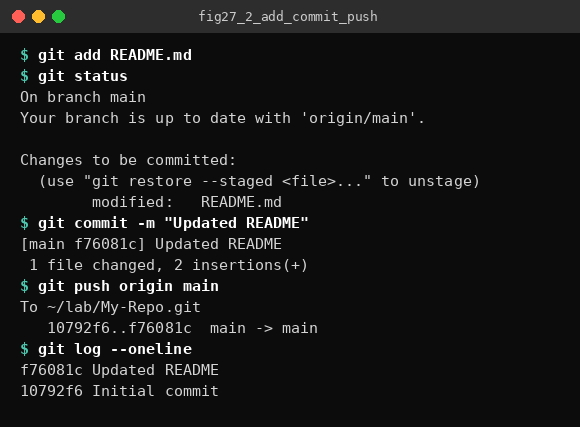 fig27_2_add_commit_push
$ git add README.md
$ git status
On branch main
Your branch is up to date with 'origin/main'.

Changes to be committed:
  (use "git restore --staged <file>..." to unstage)
        modified:   README.md
$ git commit -m "Updated README"
[main f76081c] Updated README
 1 file changed, 2 insertions(+)
$ git push origin main
To ~/lab/My-Repo.git
   10792f6..f76081c  main -> main
$ git log --oneline
f76081c Updated README
10792f6 Initial commit